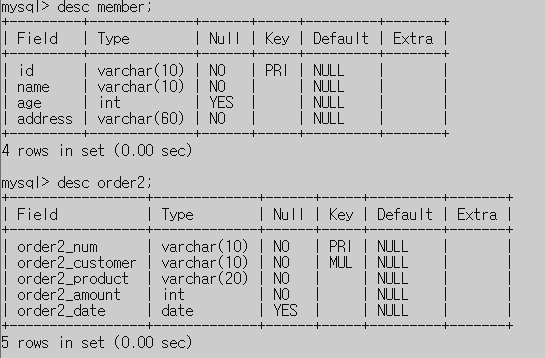 mysql> desc member;
+---------+-------------+------+-----+---------+-------+
| Field   | Type        | Null | Key | Default | Extra |
+---------+-------------+------+-----+---------+-------+
| id      | varchar(10) | NO   | PRI | NULL    |       |
| name    | varchar(10) | NO   |     | NULL    |       |
| age     | int         | YES  |     | NULL    |       |
| address | varchar(60) | NO   |     | NULL    |       |
+---------+-------------+------+-----+---------+-------+
4 rows in set (0.00 sec)
mysql> desc order2;
+-----------------+-------------+------+-----+---------+-------+
| Field           | Type        | Null | Key | Default | Extra |
+-----------------+-------------+------+-----+---------+-------+
| order2_num      | varchar(10) | NO   | PRI | NULL    |       |
| order2_customer | varchar(10) | NO   | MUL | NULL    |       |
| order2_product  | varchar(20) | NO   |     | NULL    |       |
| order2_amount   | int         | NO   |     | NULL    |       |
| order2_date     | date        | YES  |     | NULL    |       |
+-----------------+-------------+------+-----+---------+-------+
5 rows in set (0.00 sec)